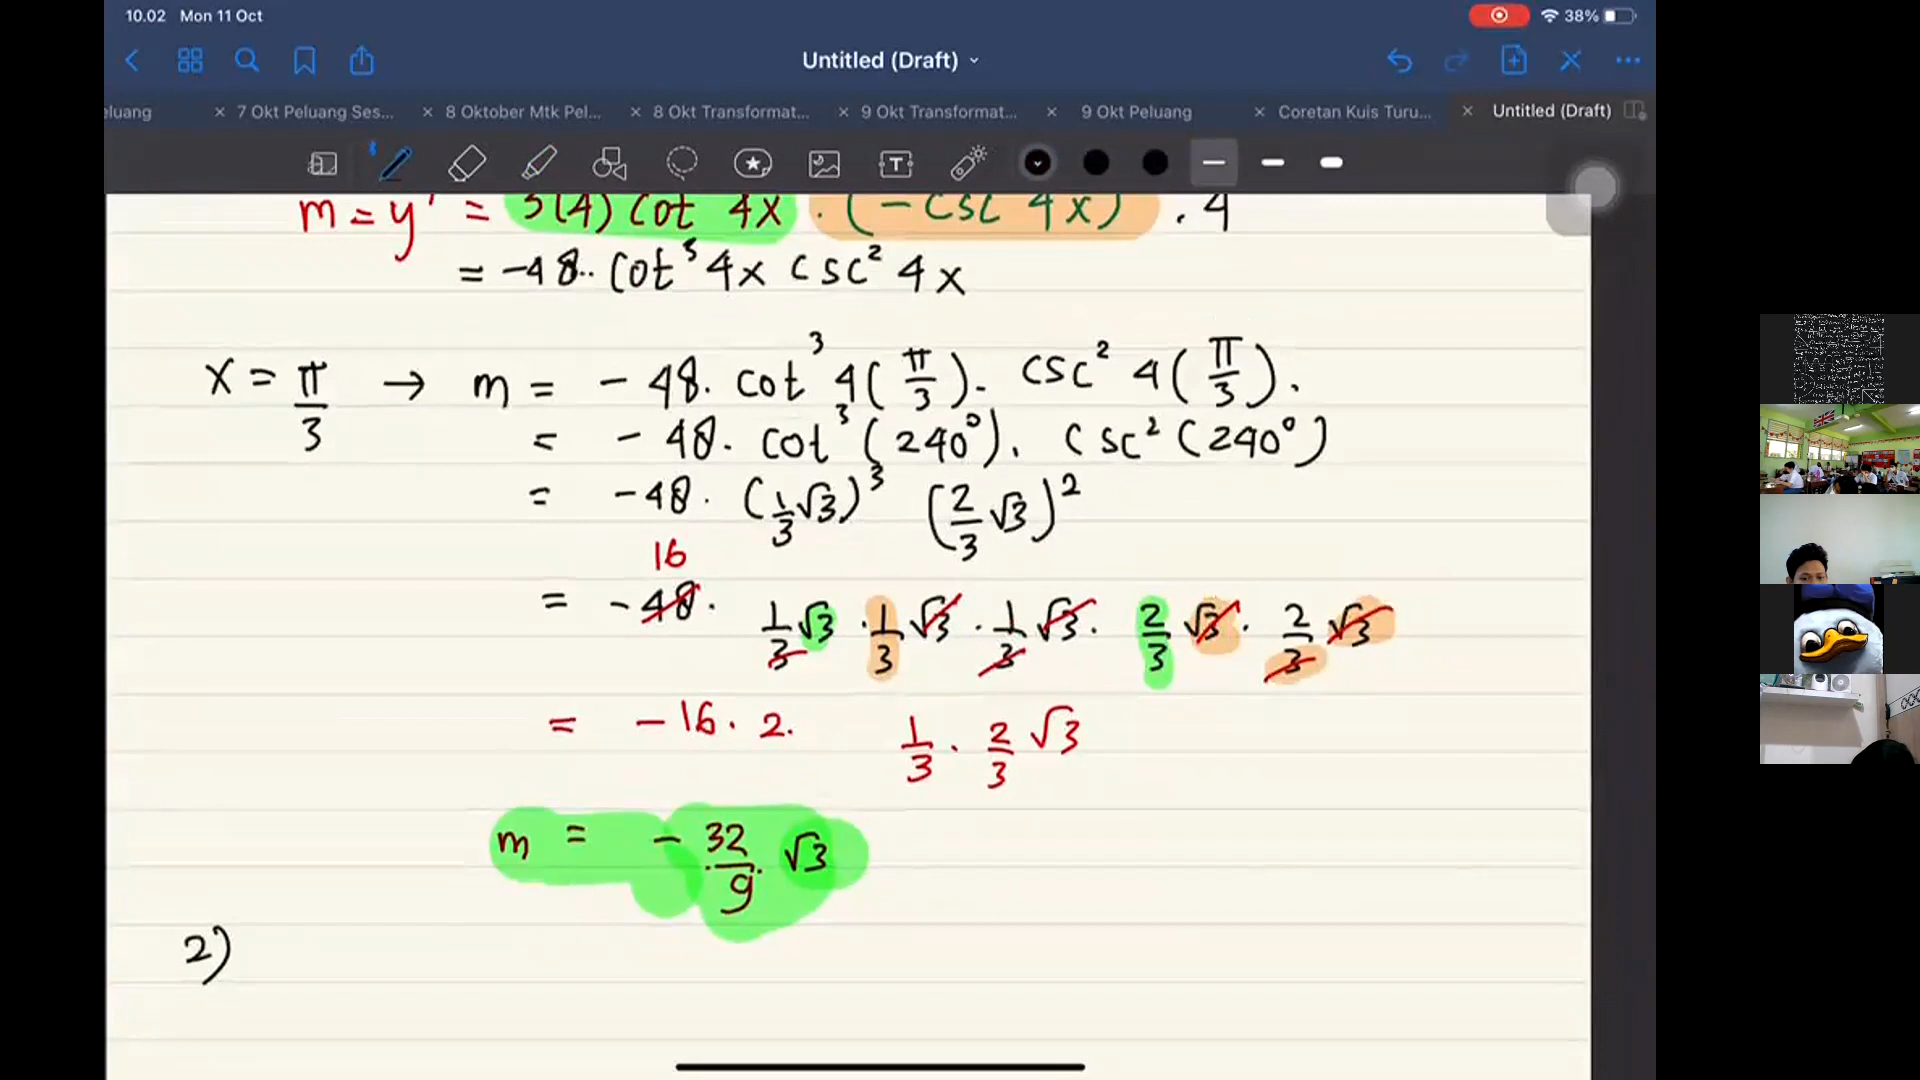 10.02 Mon 11 Oct 38%
Untitled (Draft)
eluang × 7 Okt Peluang Ses... × 8 Oktober Mtk Pel... × 8 Okt Transformat... × 9 Okt Transformat... × 9 Okt Peluang × Coretan Kuis Turu... × Untitled (Draft)
m = y' = 3(4) cot 4x . (- csc 4x) . 4
= -48. cot³ 4x csc² 4x
x = π/3 → m = - 48. cot³ 4(π/3). csc² 4(π/3).
= - 48. cot³ (240°). csc² (240°)
= -48. (1/3 √3)³ (2/3 √3)²
16
= -48. 1/3 √3 . 1/3 √3 . 1/3 √3 . 2/3 √3 . 2/3 √3
= -16. 2. 1/3 . 2/3 √3
m = - 32/9 . √3
2)